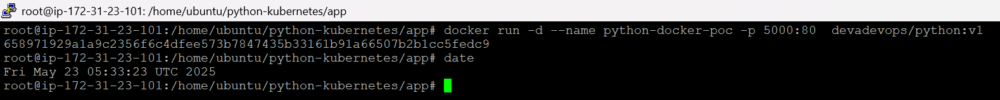 root@ip-172-31-23-101: /home/ubuntu/python-kubernetes/app
root@ip-172-31-23-101:/home/ubuntu/python-kubernetes/app# docker run -d --name python-docker-poc -p 5000:80  devadevops/python:v1
658971929a1a9c2356f6c4dfee573b7847435b33161b91a66507b2b1cc5fedc9
root@ip-172-31-23-101:/home/ubuntu/python-kubernetes/app# date
Fri May 23 05:33:23 UTC 2025
root@ip-172-31-23-101:/home/ubuntu/python-kubernetes/app#